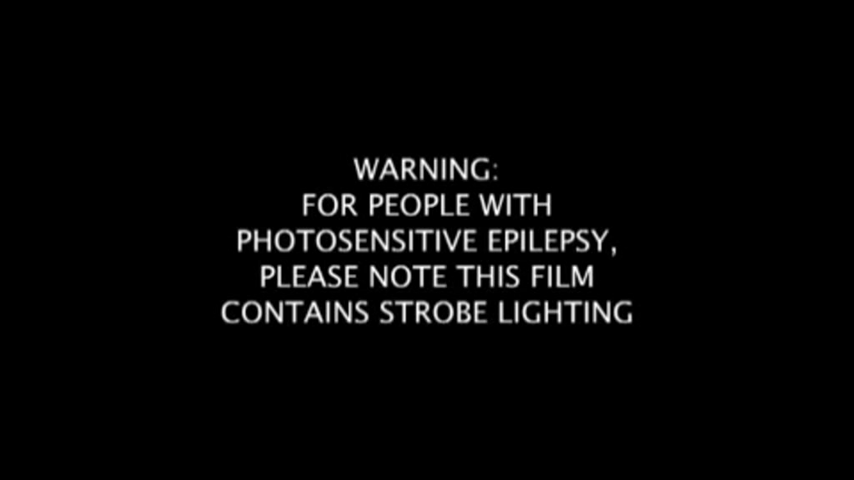 WARNING:
FOR PEOPLE WITH
PHOTOSENSITIVE EPILEPSY,
PLEASE NOTE THIS FILM
CONTAINS STROBE LIGHTING